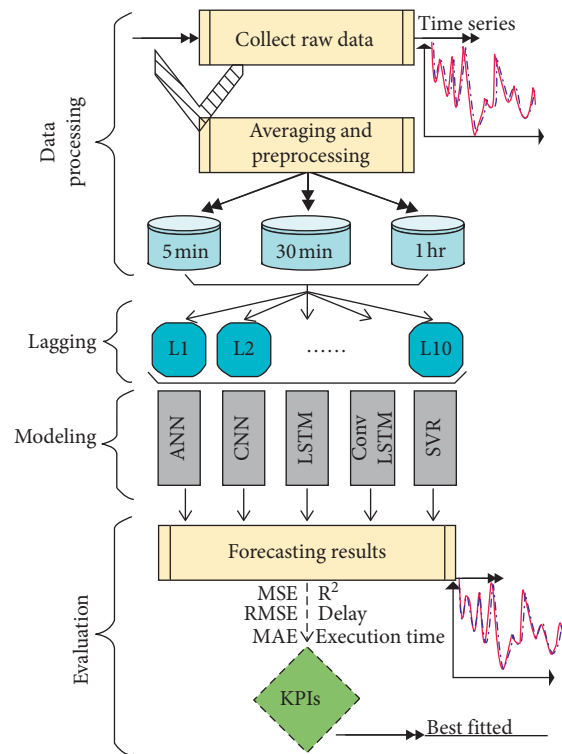 Collect raw data
Time series
Data
processing
Averaging and
preprocessing
5 min
30 min
1 hr
Lagging
L1
L2
......
L10
Modeling
ANN
CNN
LSTM
Conv
LSTM
SVR
Evaluation
Forecasting results
MSE R²
RMSE Delay
MAE Execution time
KPIs
Best fitted